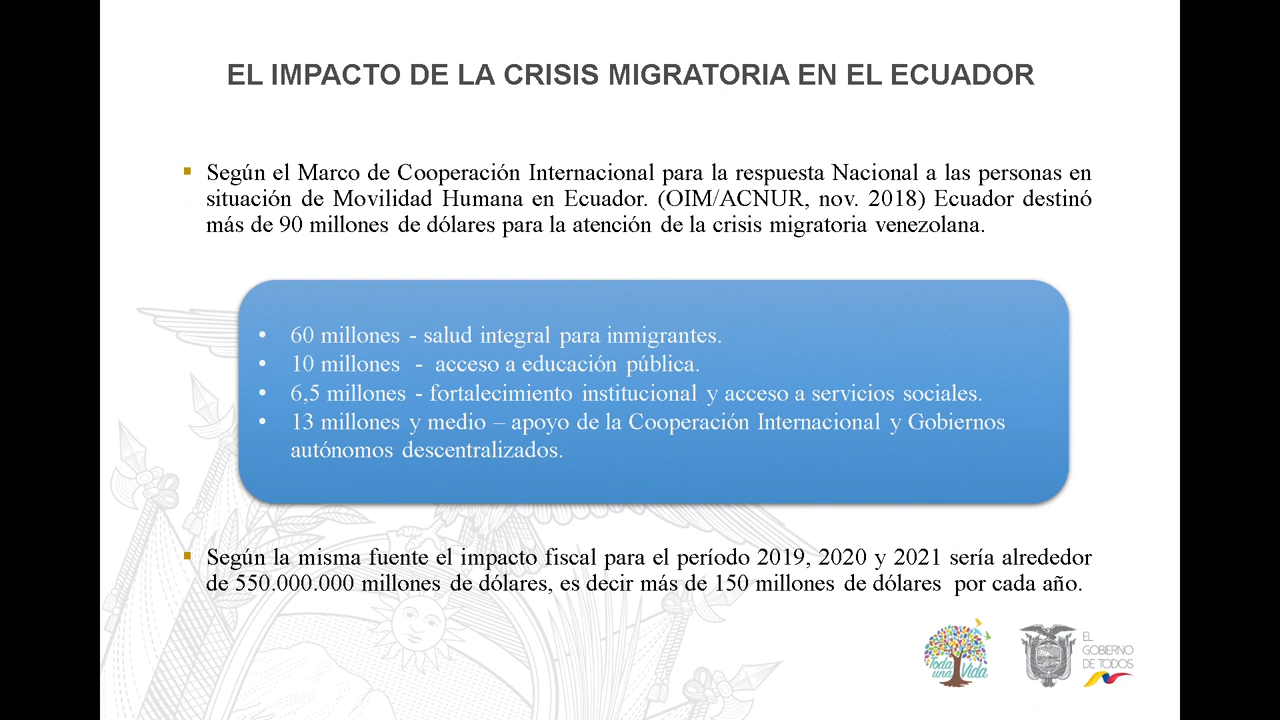 EL IMPACTO DE LA CRISIS MIGRATORIA EN EL ECUADOR
▪ Según el Marco de Cooperación Internacional para la respuesta Nacional a las personas en
situación de Movilidad Humana en Ecuador. (OIM/ACNUR, nov. 2018) Ecuador destinó
más de 90 millones de dólares para la atención de la crisis migratoria venezolana.
• 60 millones - salud integral para inmigrantes.
• 10 millones - acceso a educación pública.
• 6,5 millones - fortalecimiento institucional y acceso a servicios sociales.
• 13 millones y medio – apoyo de la Cooperación Internacional y Gobiernos
autónomos descentralizados.
▪ Según la misma fuente el impacto fiscal para el período 2019, 2020 y 2021 sería alrededor
de 550.000.000 millones de dólares, es decir más de 150 millones de dólares por cada año.
Toda
una Vida
EL
GOBIERNO
DE TODOS